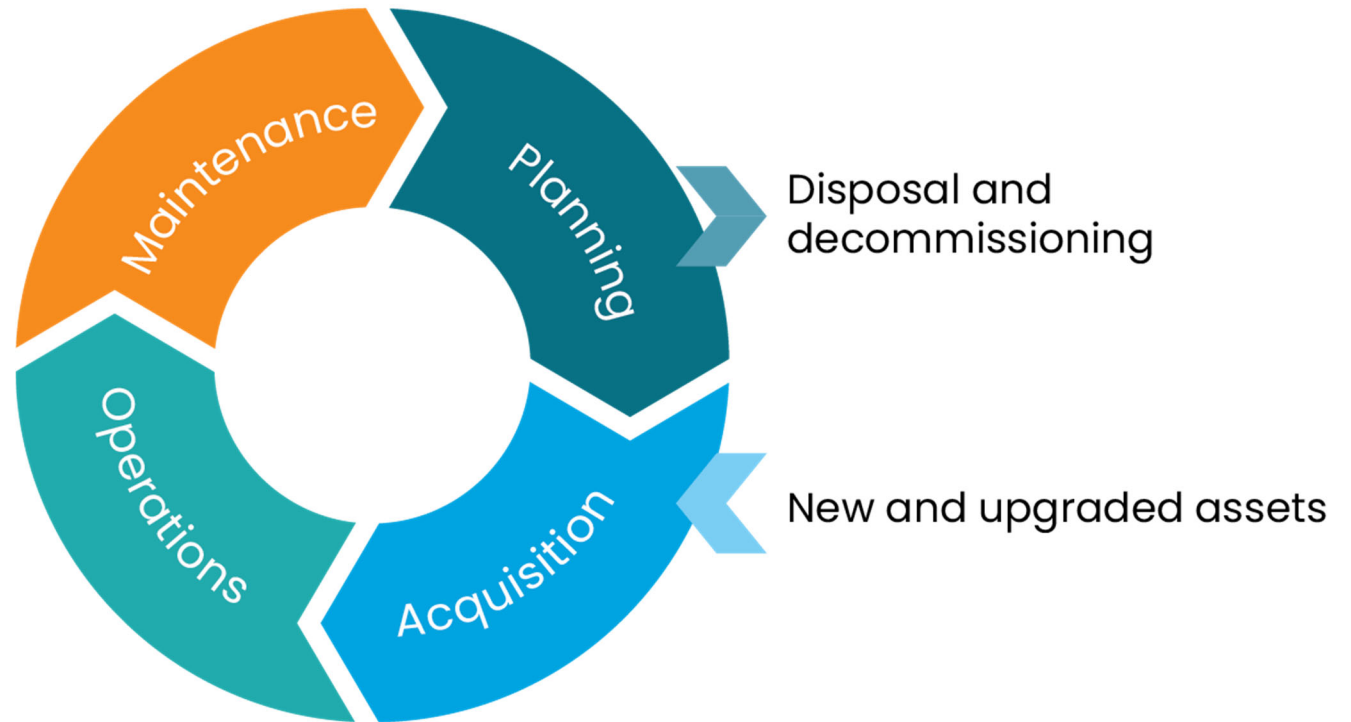 Maintenance
Planning
Disposal and
decommissioning
Operations
Acquisition
New and upgraded assets